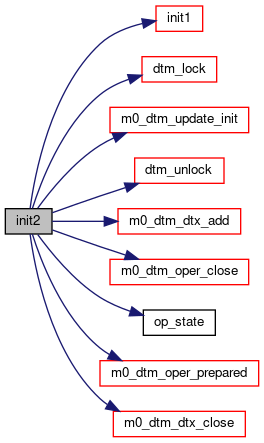 init1
dtm_lock
m0_dtm_update_init
dtm_unlock
init2
m0_dtm_dtx_add
m0_dtm_oper_close
op_state
m0_dtm_oper_prepared
m0_dtm_dtx_close